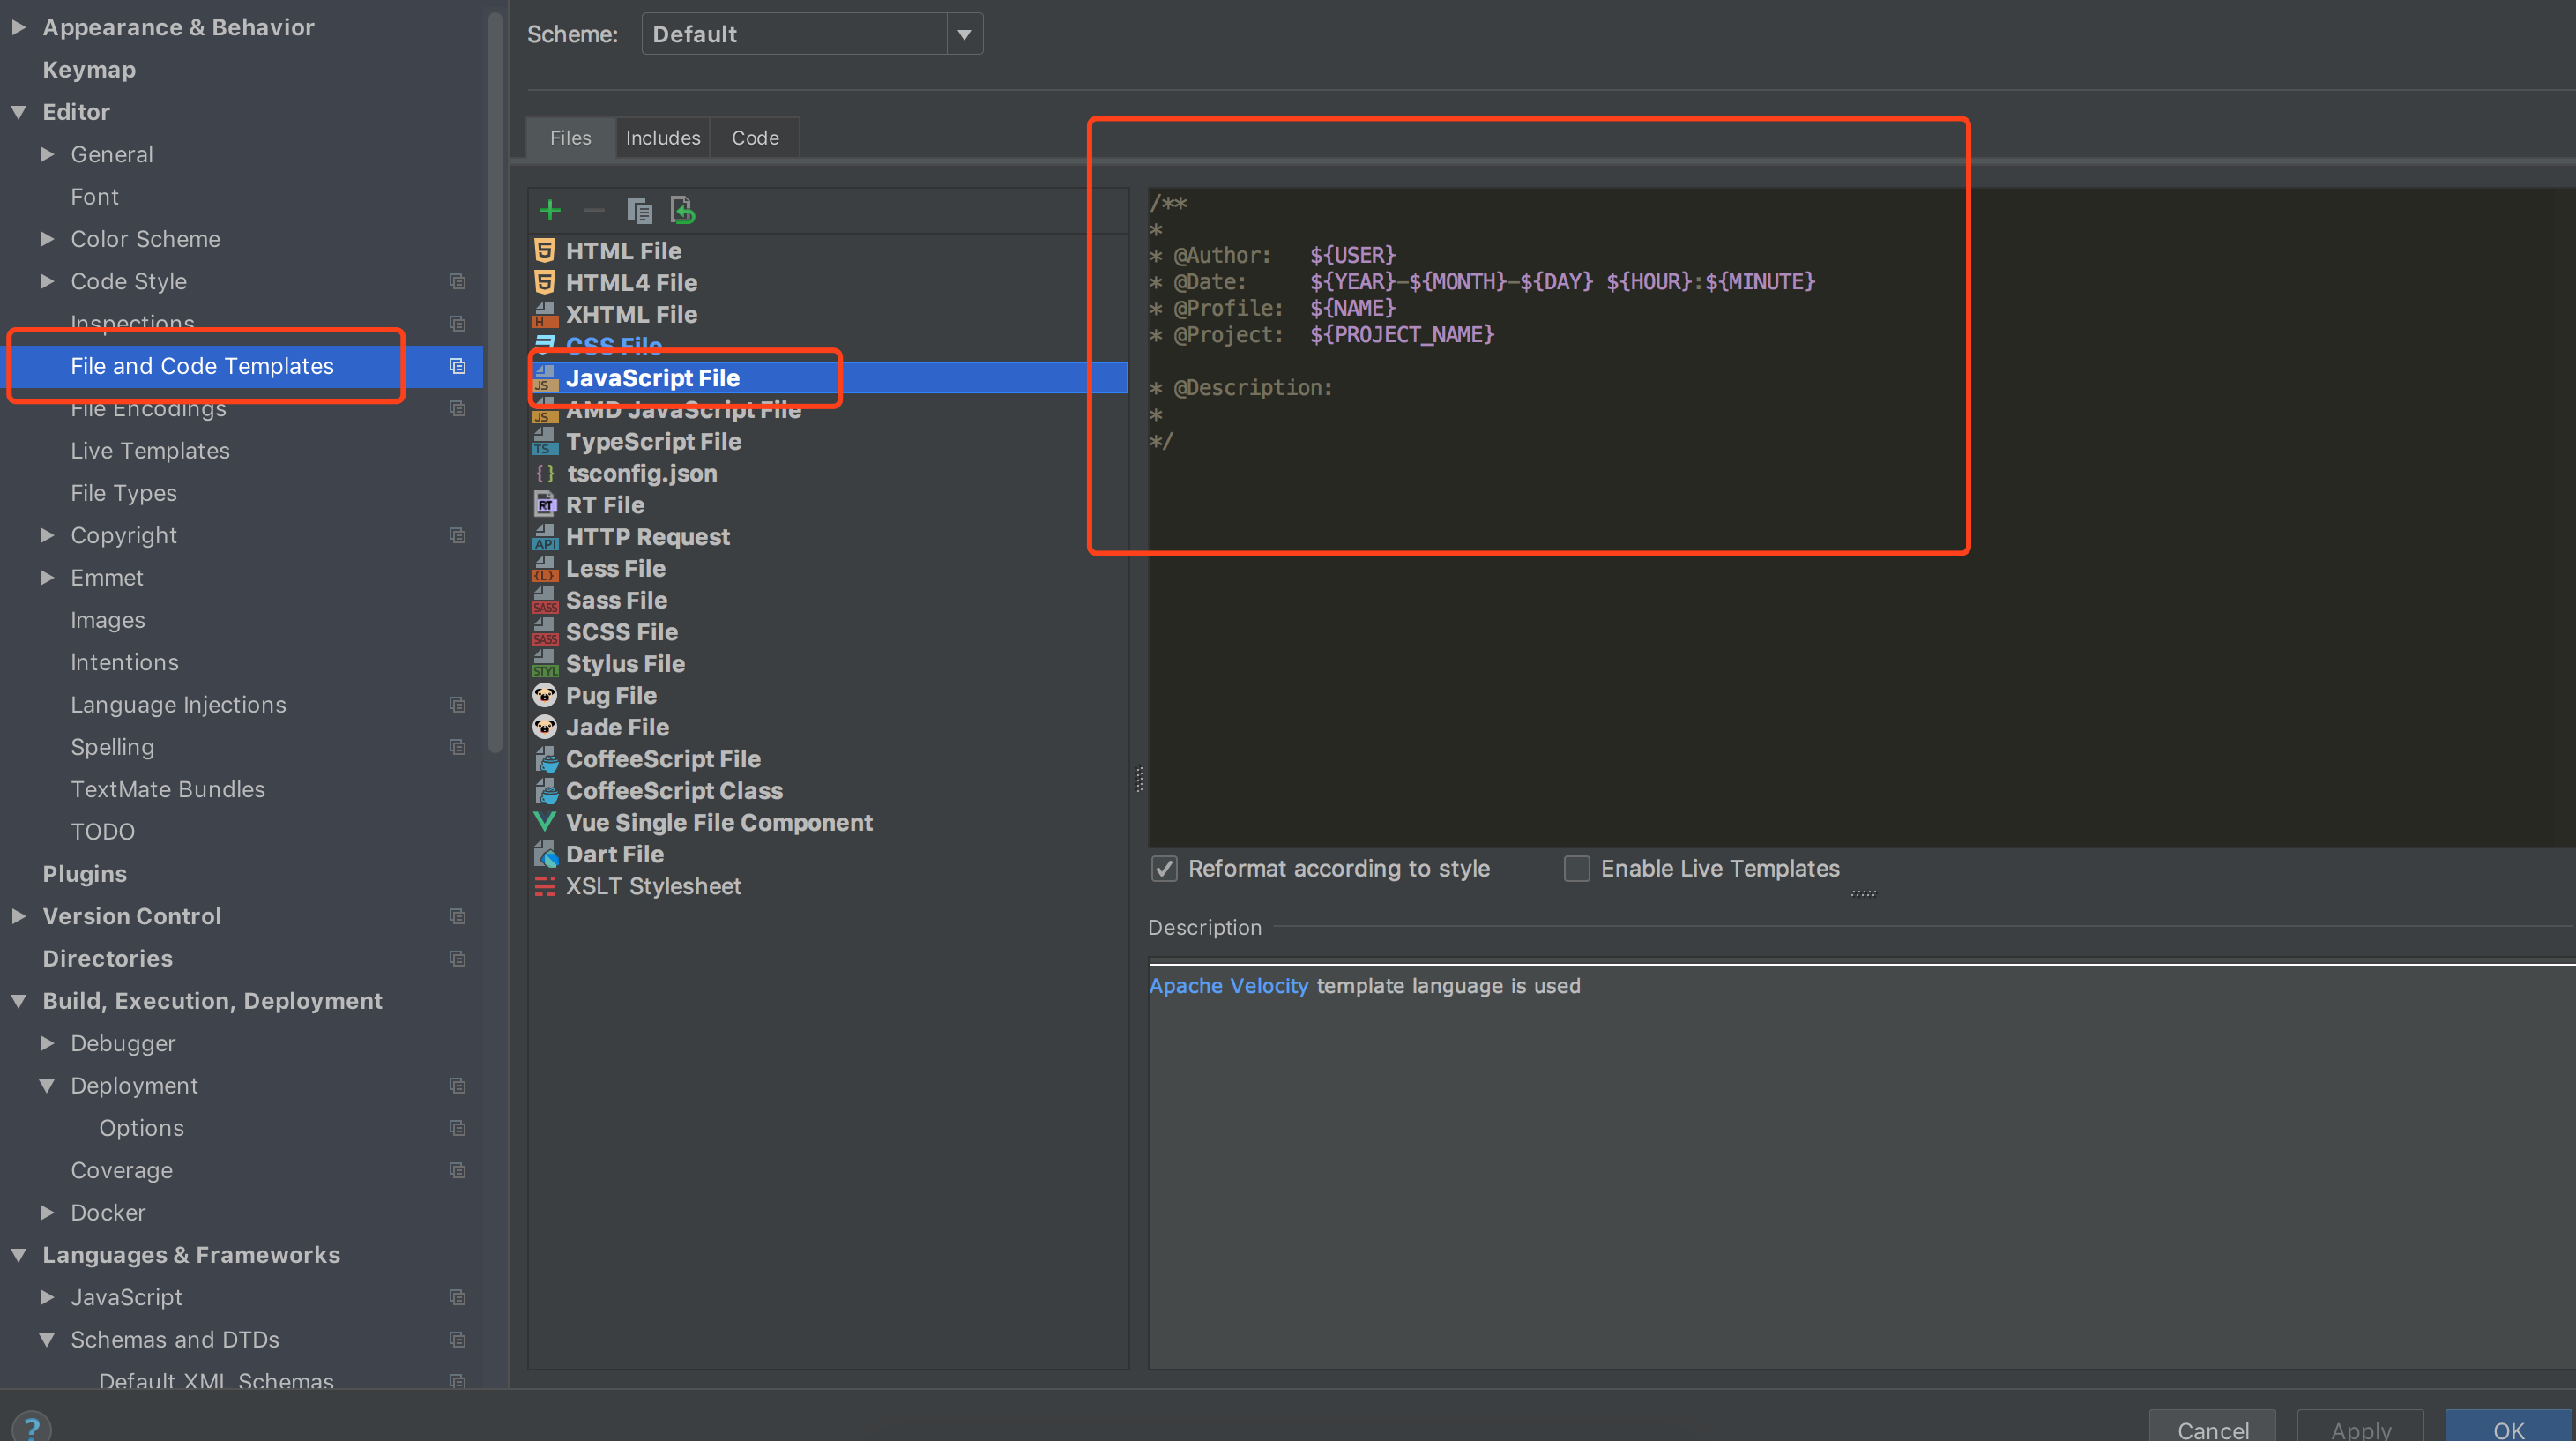 Appearance & Behavior
Keymap
Editor
General
Font
Color Scheme
Code Style
Inspections
File and Code Templates
File Encodings
Live Templates
File Types
Copyright
Emmet
Images
Intentions
Language Injections
Spelling
TextMate Bundles
TODO
Plugins
Version Control
Directories
Build, Execution, Deployment
Debugger
Deployment
Options
Coverage
Docker
Languages & Frameworks
JavaScript
Schemas and DTDs
Default XML Schemas
?
Scheme: Default
Files Includes Code
HTML File
HTML4 File
XHTML File
CSS File
JavaScript File
AMD JavaScript File
TypeScript File
tsconfig.json
RT File
HTTP Request
Less File
Sass File
SCSS File
Stylus File
Pug File
Jade File
CoffeeScript File
CoffeeScript Class
Vue Single File Component
Dart File
XSLT Stylesheet
/**
*
* @Author: ${USER}
* @Date: ${YEAR}-${MONTH}-${DAY} ${HOUR}:${MINUTE}
* @Profile: ${NAME}
* @Project: ${PROJECT_NAME}
* @Description:
*
*/
Reformat according to style Enable Live Templates
Description
Apache Velocity template language is used
Cancel Apply OK